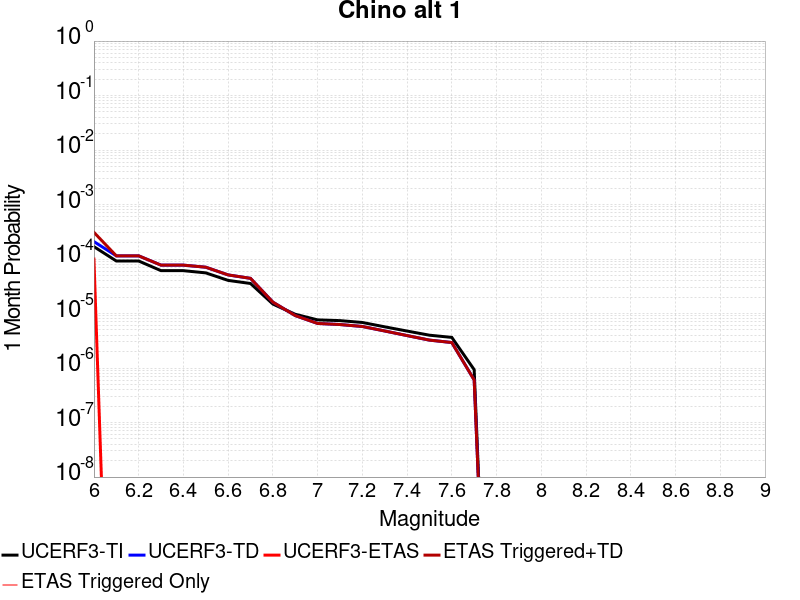 Chino alt 1
10^0
10^-1
10^-2
10^-3
10^-4
10^-5
10^-6
10^-7
10^-8
1 Month Probability
6 6.2 6.4 6.6 6.8 7 7.2 7.4 7.6 7.8 8 8.2 8.4 8.6 8.8 9
Magnitude
UCERF3-TI UCERF3-TD UCERF3-ETAS ETAS Triggered+TD
ETAS Triggered Only